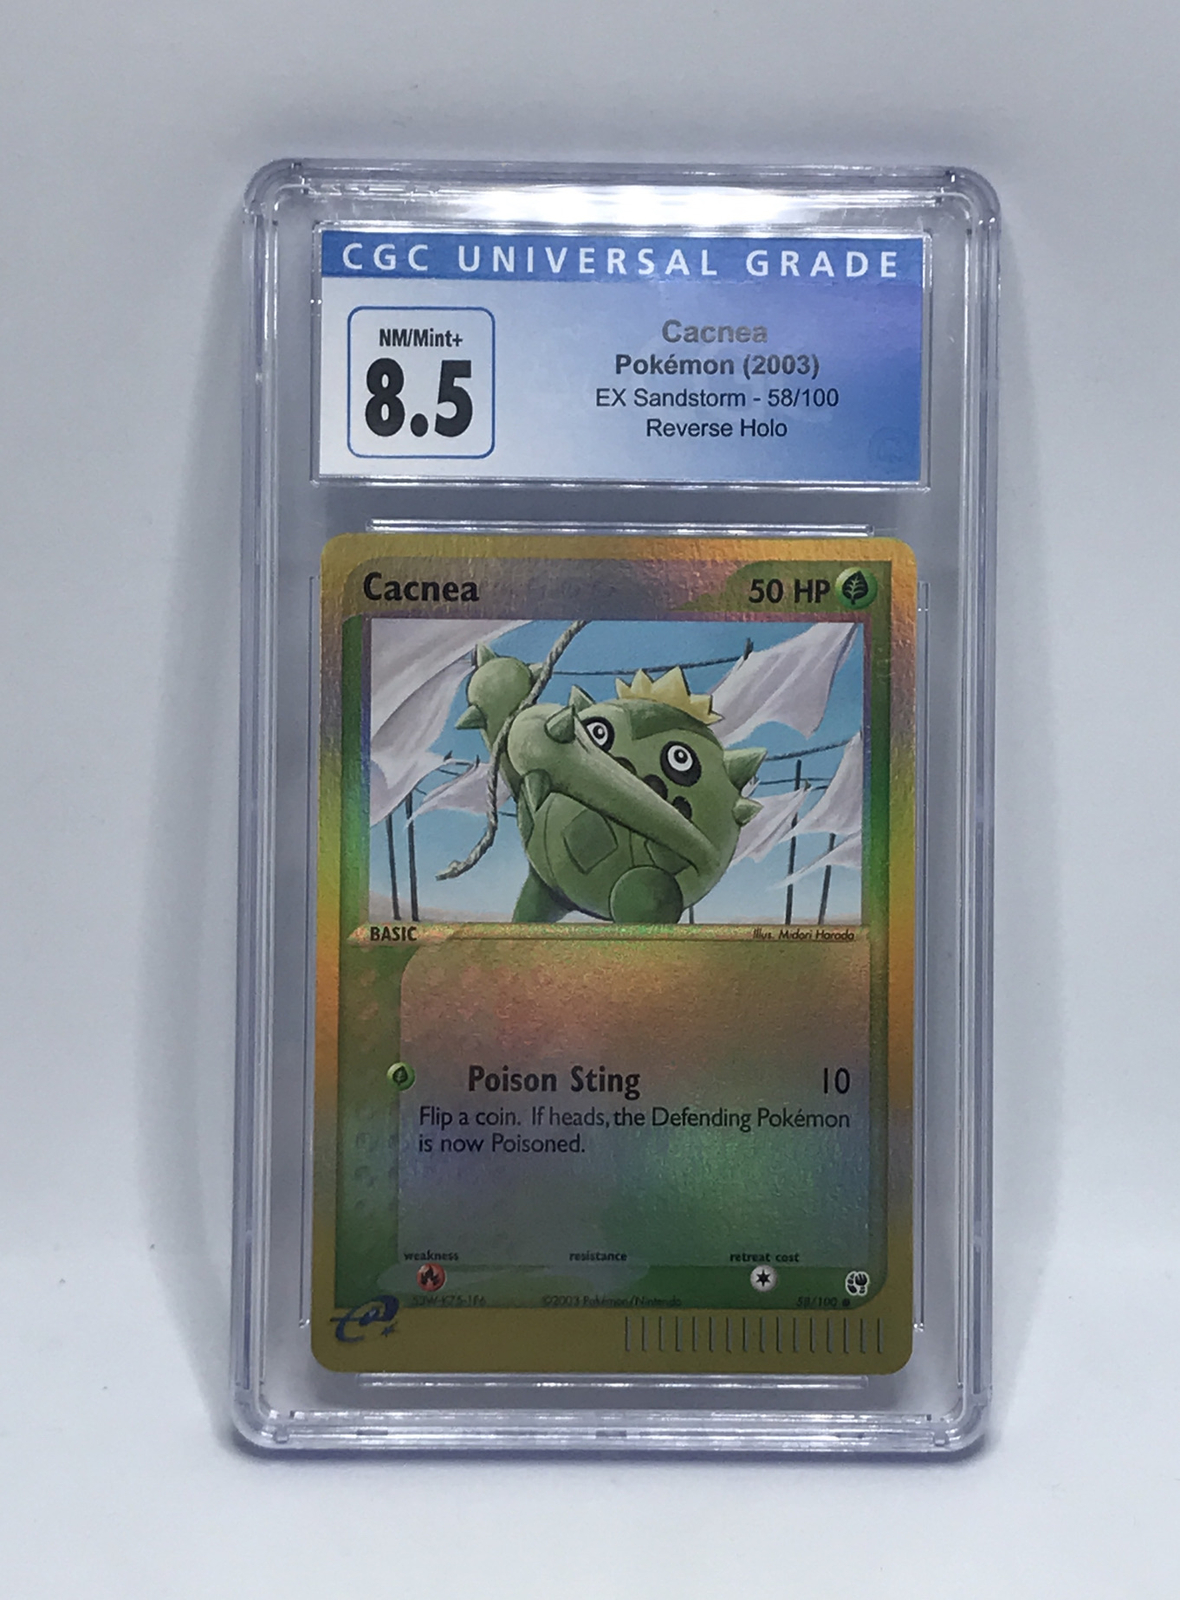 CGC UNIVERSAL GRADE
NM/Mint+
8.5
Cacnea
Pokémon (2003)
EX Sandstorm - 58/100
Reverse Holo
Cacnea
50 HP
BASIC
Illus. Midori Harada
Poison Sting 10
Flip a coin. If heads, the Defending Pokémon
is now Poisoned.
weakness resistance retreat cost
©2003 Pokémon/Nintendo 58/100
e